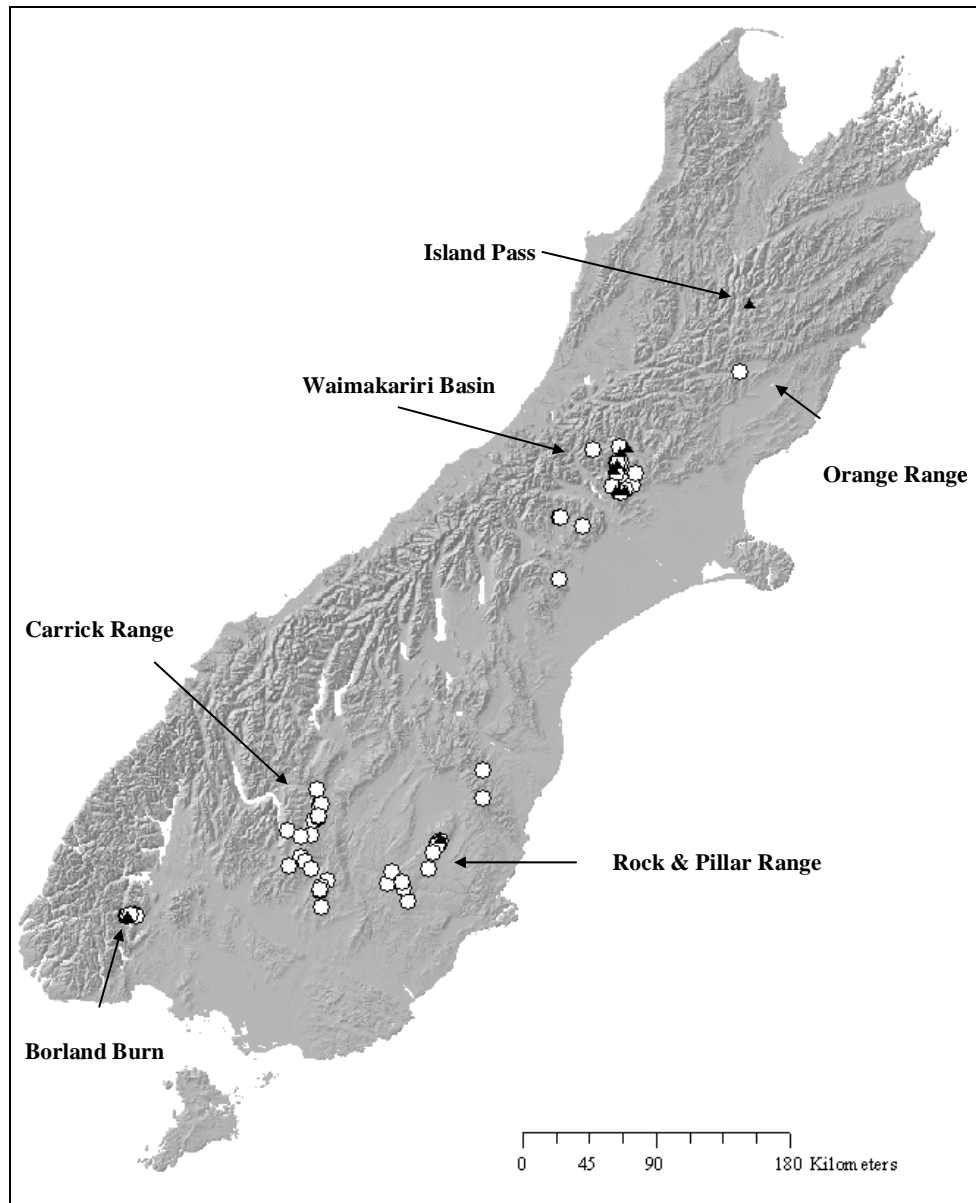 Island Pass
Waimakariri Basin
Orange Range
Carrick Range
Rock & Pillar Range
Borland Burn
0 45 90 180 Kilometers